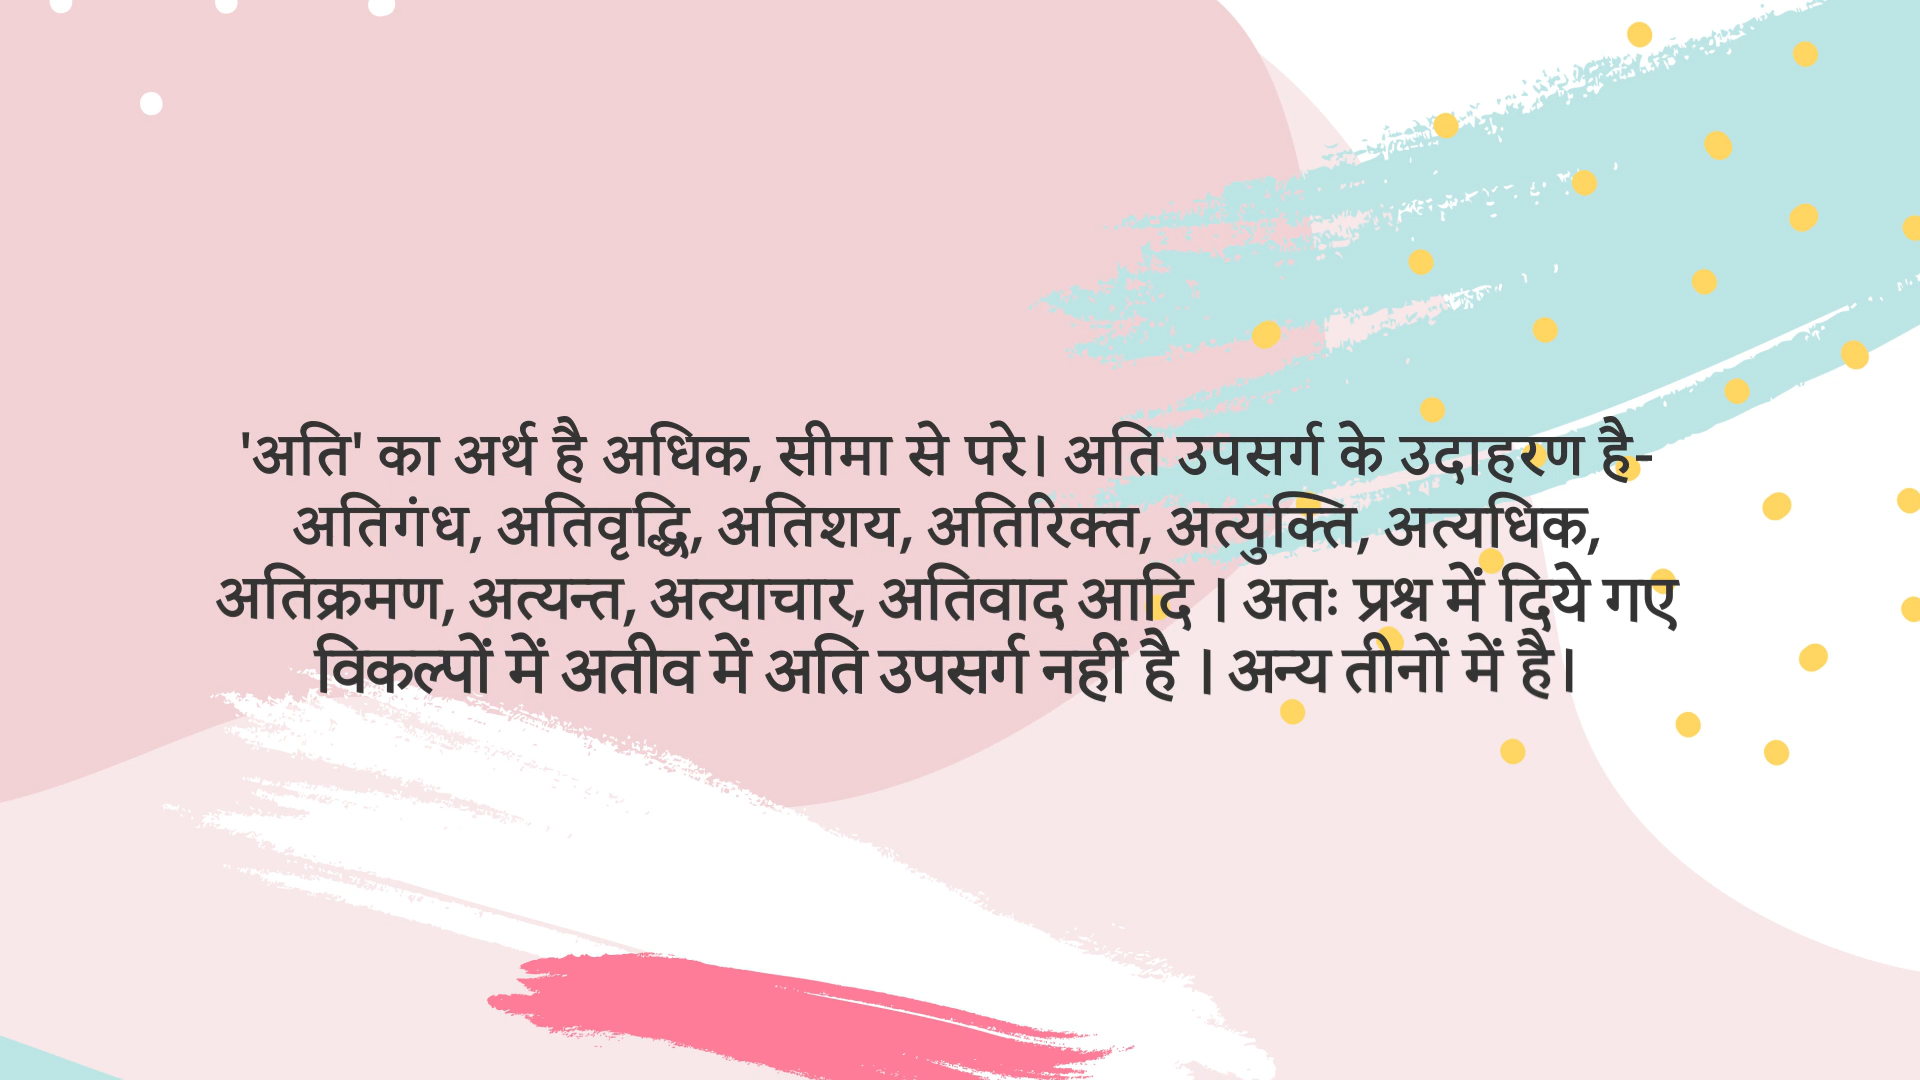 'अति' का अर्थ है अधिक, सीमा से परे। अति उपसर्ग के उदाहरण है-
अतिगंध, अतिवृद्धि, अतिशय, अतिरिक्त, अत्युक्ति, अत्यधिक,
अतिक्रमण, अत्यन्त, अत्याचार, अतिवाद आदि । अतः प्रश्न में दिये गए
विकल्पों में अतीव में अति उपसर्ग नहीं है । अन्य तीनों में है।